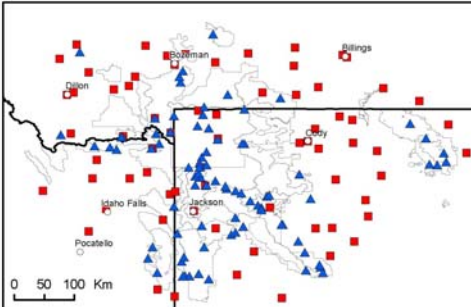 Bozeman
Billings
Dillon
Cody
Idaho Falls
Jackson
Pocatello
0 50 100 Km